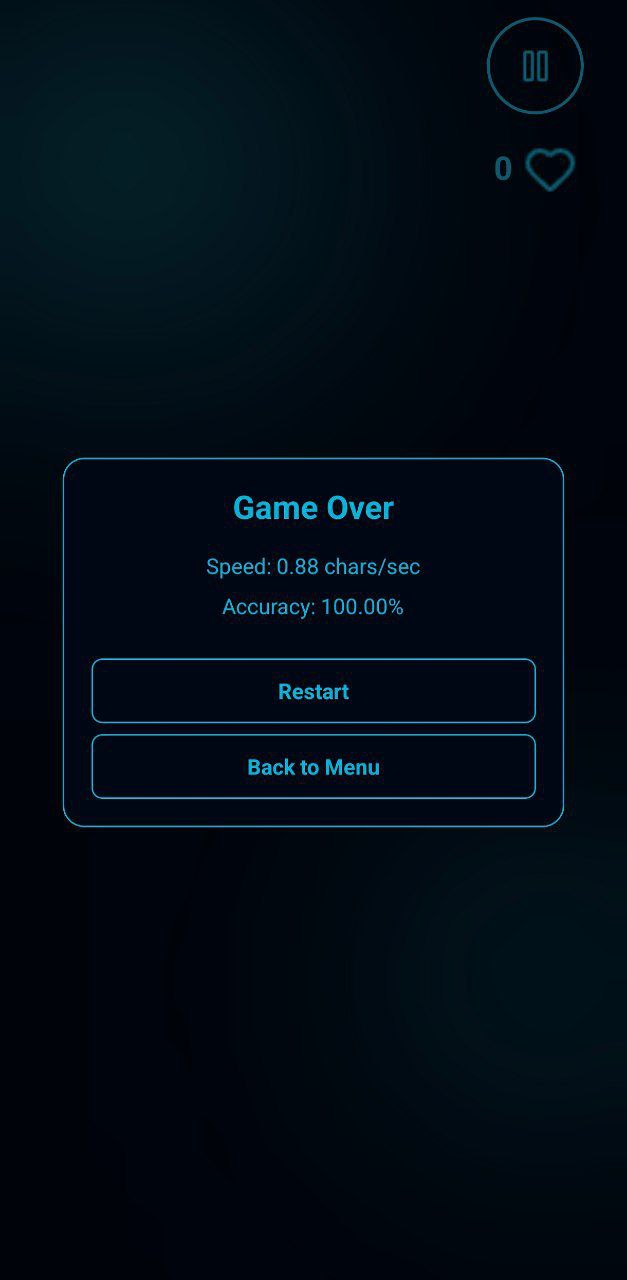 0
Game Over
Speed: 0.88 chars/sec
Accuracy: 100.00%
Restart
Back to Menu